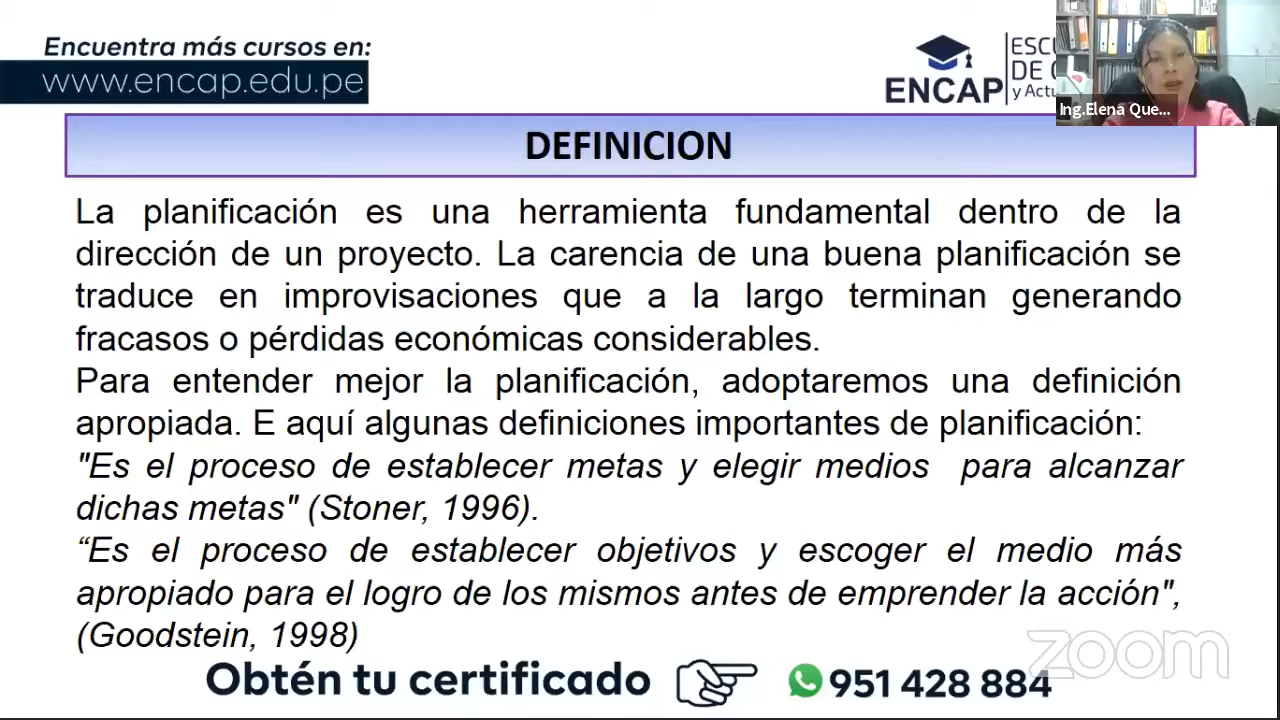 Encuentra más cursos en:
www.encap.edu.pe
ENCAP
DE
y Actu
Ing.Elena Que...
DEFINICION
La planificación es una herramienta fundamental dentro de la
dirección de un proyecto. La carencia de una buena planificación se
traduce en improvisaciones que a la largo terminan generando
fracasos o pérdidas económicas considerables.
Para entender mejor la planificación, adoptaremos una definición
apropiada. E aquí algunas definiciones importantes de planificación:
"Es el proceso de establecer metas y elegir medios para alcanzar
dichas metas" (Stoner, 1996).
“Es el proceso de establecer objetivos y escoger el medio más
apropiado para el logro de los mismos antes de emprender la acción",
(Goodstein, 1998)
zoom
Obtén tu certificado 951 428 884